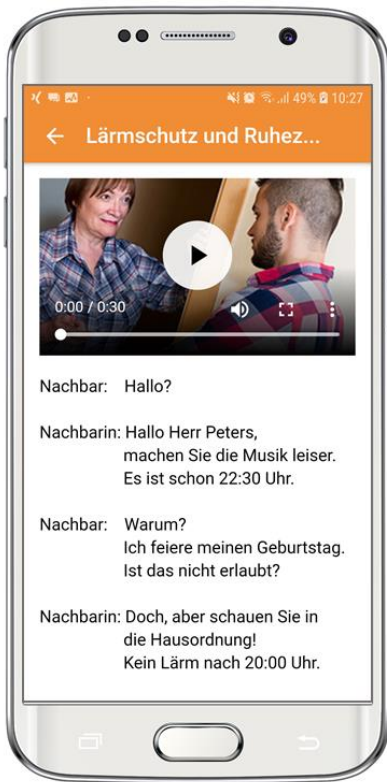 49% 10:27
← Lärmschutz und Ruhez...
0:00 / 0:30
Nachbar: Hallo?
Nachbarin: Hallo Herr Peters,
machen Sie die Musik leiser.
Es ist schon 22:30 Uhr.
Nachbar: Warum?
Ich feiere meinen Geburtstag.
Ist das nicht erlaubt?
Nachbarin: Doch, aber schauen Sie in
die Hausordnung!
Kein Lärm nach 20:00 Uhr.